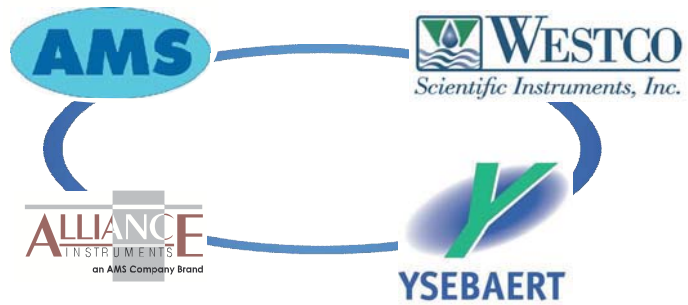 AMS
WESTCO
Scientific Instruments, Inc.
ALLIANCE
INSTRUMENTS
an AMS Company Brand
YSEBAERT